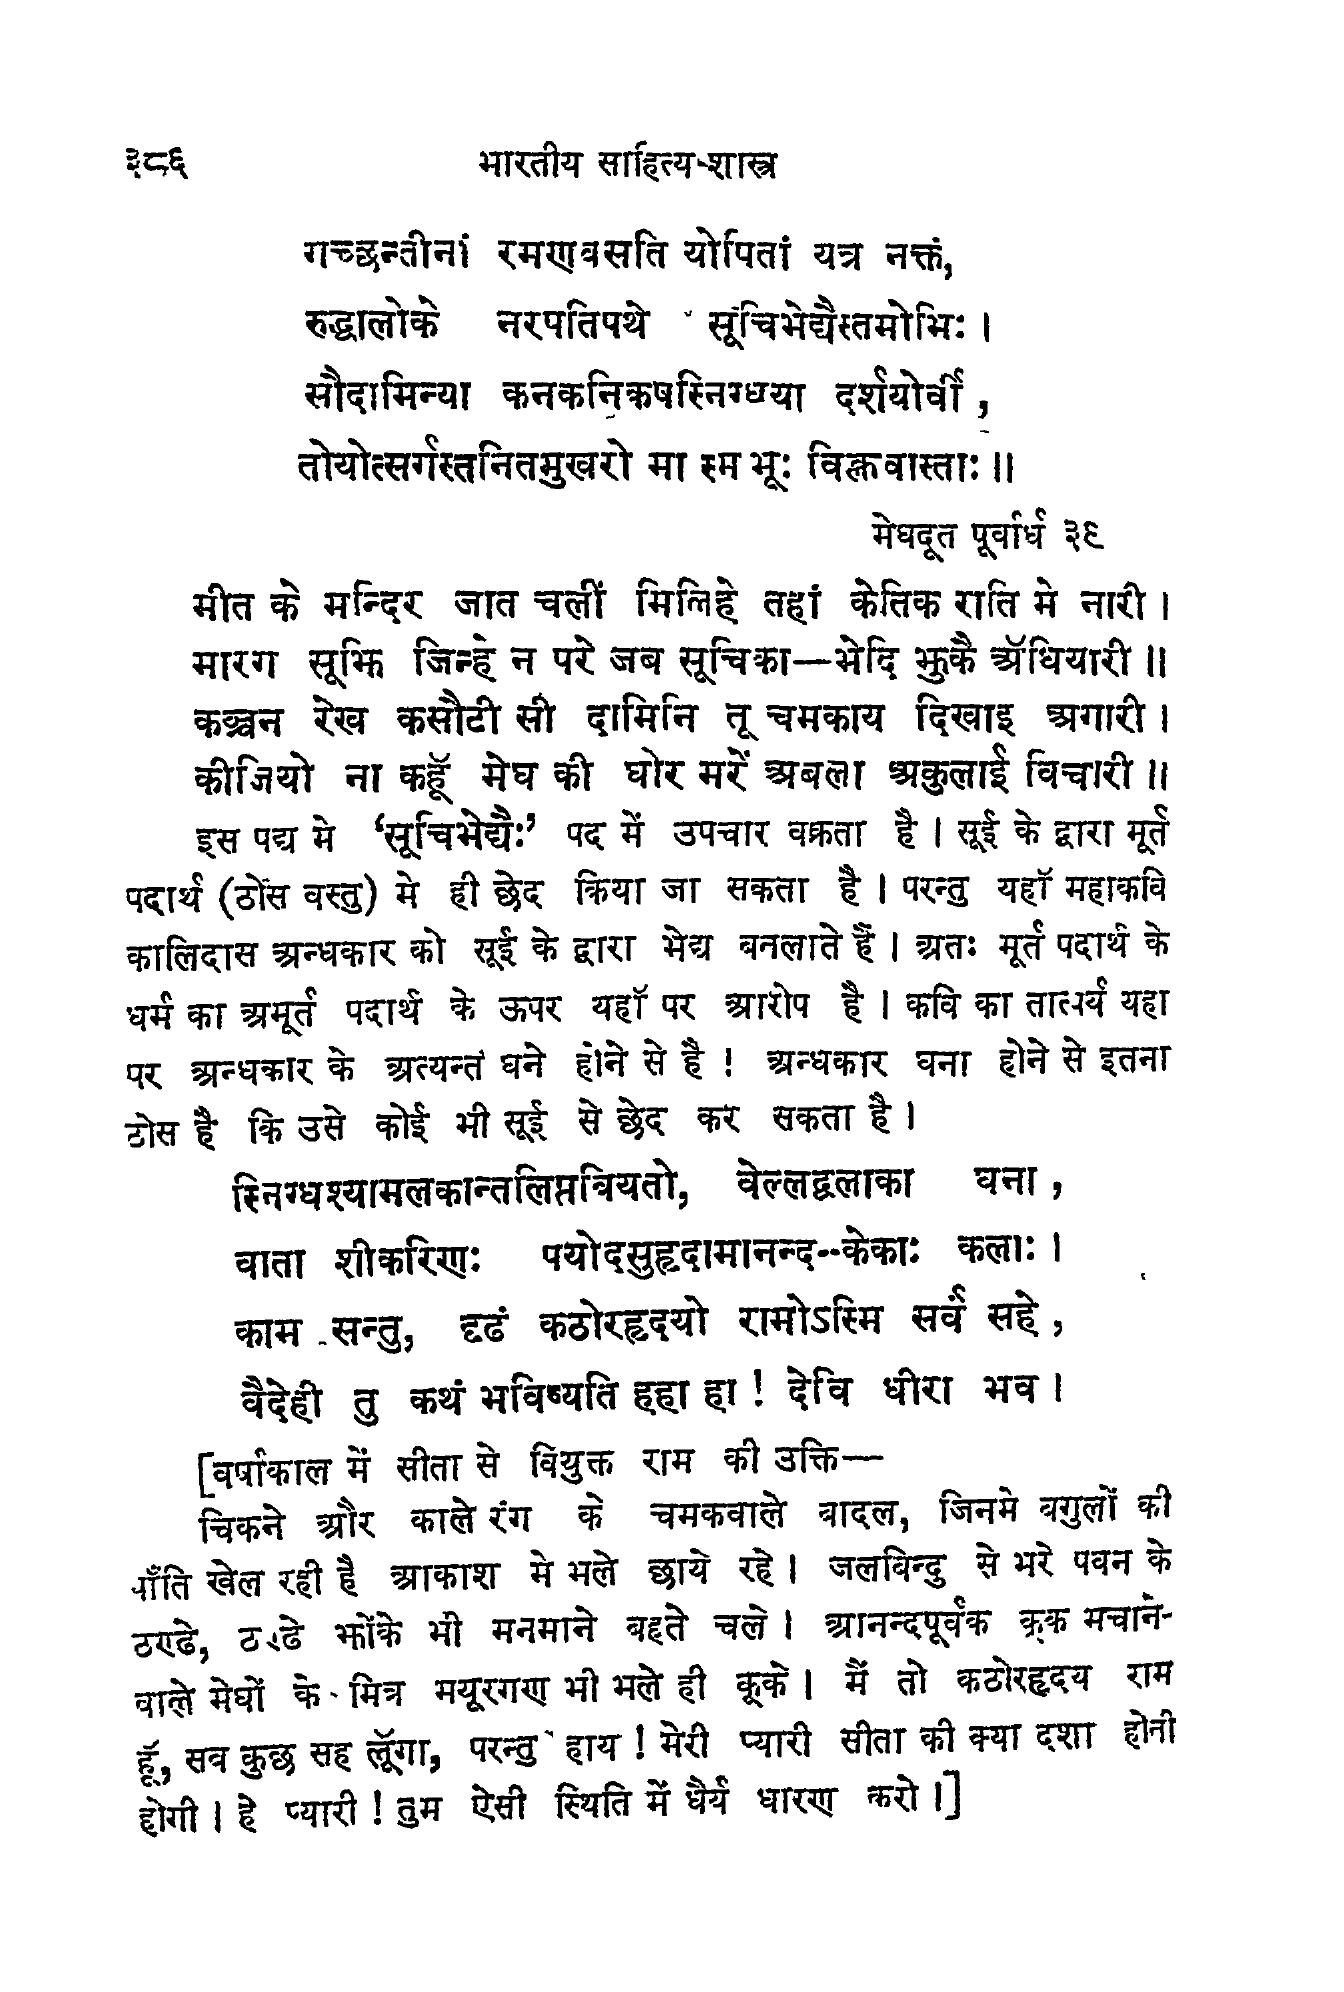 ३८६ भारतीय साहित्य-शास्त्र
गच्छन्तीनां रमणवसति योपितां यत्र नक्तं,
रुद्धालोके नरपतिपथे सूचिभेद्यैस्तमोभिः ।
सौदामिन्या कनकनिकषस्निग्धया दर्शयोर्वीं ,
तोयोत्सर्गस्तनितमुखरो मा स्म भूः विक्लवास्ताः ॥
मेघदूत पूर्वार्ध ३९
मीत के मन्दिर जात चलीं मिलिहे तहां केतिक राति मे नारी ।
मारग सूझि जिन्हे न परे जब सूचिका—भेदि झुकै अँधियारी ॥
कञ्चन रेख कसौटी सी दामिनि तू चमकाय दिखाइ अगारी ।
कीजियो ना कहूँ मेघ की घोर मरें अबला अकुलाई विचारी ॥
इस पद्य मे ‘सूचिभेद्यैः’ पद में उपचार वक्रता है । सूई के द्वारा मूर्त
पदार्थ (ठोंस वस्तु) मे ही छेद किया जा सकता है । परन्तु यहाँ महाकवि
कालिदास अन्धकार को सूई के द्वारा भेद्य बनलाते हैं । अतः मूर्त पदार्थ के
धर्म का अमूर्त पदार्थ के ऊपर यहाँ पर आरोप है । कवि का तात्पर्य यहा
पर अन्धकार के अत्यन्त घने होने से है ! अन्धकार घना होने से इतना
ठोस है कि उसे कोई भी सूई से छेद कर सकता है ।
स्निग्धश्यामलकान्तलिप्तवियतो, वेल्लद्वलाका घना ,
वाता शीकरिणः पयोदसुहृदामानन्द--केकाः कलाः ।
काम सन्तु, दृढं कठोरहृदयो रामोऽस्मि सर्वं सहे ,
वैदेही तु कथं भविष्यति हहा हा ! देवि धीरा भव ।
[वर्षाकाल में सीता से वियुक्त राम की उक्ति—
चिकने और काले रंग के चमकवाले बादल, जिनमे वगुलों की
पाँति खेल रही है आकाश मे भले छाये रहे । जलविन्दु से भरे पवन के
ठण्डे, ठण्डे झोंके भी मनमाने बहते चले । आनन्दपूर्वक कूक मचाने-
वाले मेघों के मित्र मयूरगण भी भले ही कूके । मैं तो कठोरहृदय राम
हूँ, सब कुछ सह लूँगा, परन्तु हाय ! मेरी प्यारी सीता की क्या दशा होती
होगी । हे प्यारी ! तुम ऐसी स्थिति में धैर्य धारण करो ।]